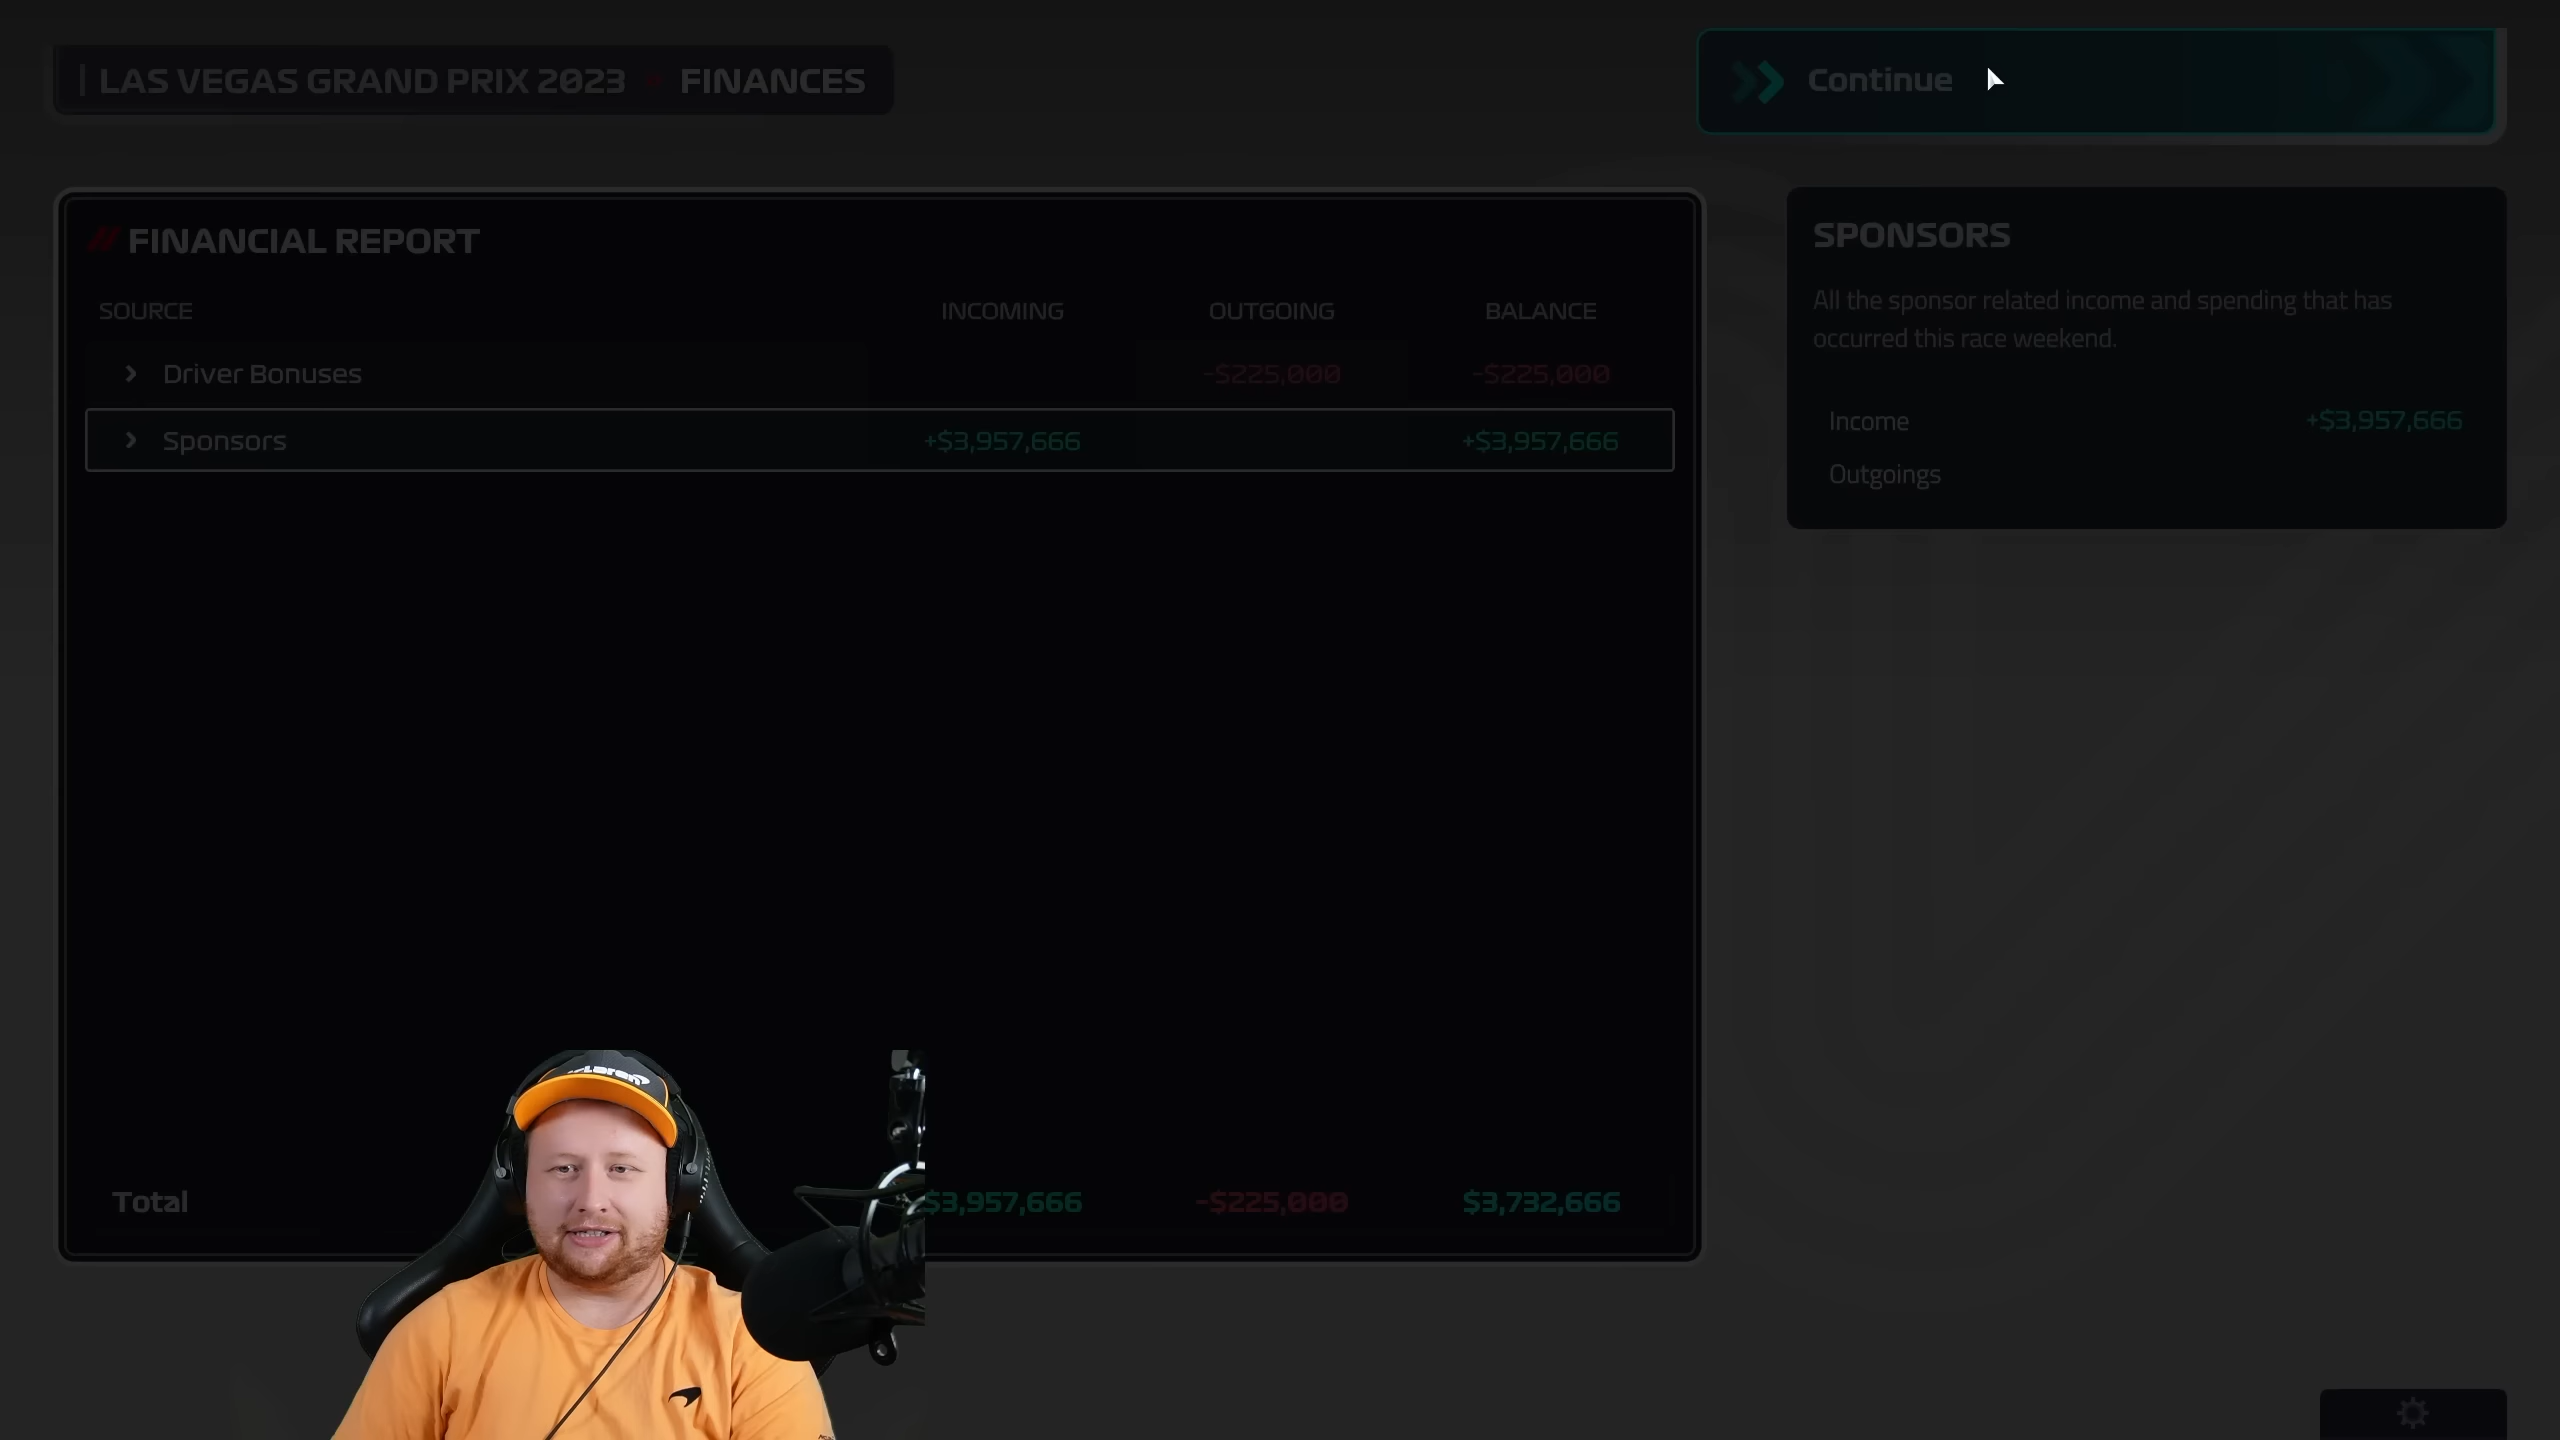 LAS VEGAS GRAND PRIX 2023 FINANCES
Continue
FINANCIAL REPORT
SOURCE INCOMING OUTGOING BALANCE
Driver Bonuses -$225,000 -$225,000
Sponsors +$3,957,666 +$3,957,666
Total $3,957,666 -$225,000 $3,732,666
SPONSORS
All the sponsor related income and spending that has
occurred this race weekend.
Income +$3,957,666
Outgoings